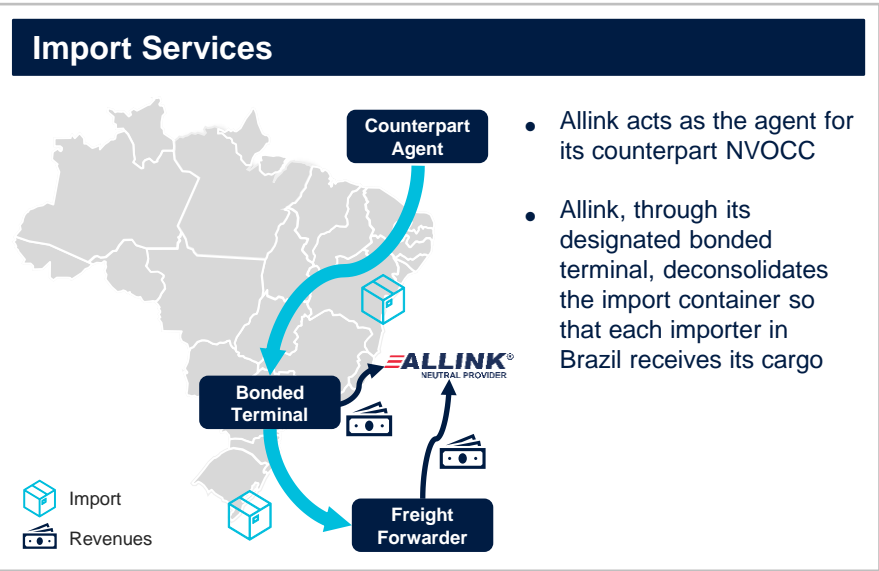 Import Services
Counterpart
Agent
ALLINK®
NEUTRAL PROVIDER
Bonded
Terminal
Freight
Forwarder
Import
Revenues
• Allink acts as the agent for
its counterpart NVOCC
• Allink, through its
designated bonded
terminal, deconsolidates
the import container so
that each importer in
Brazil receives its cargo